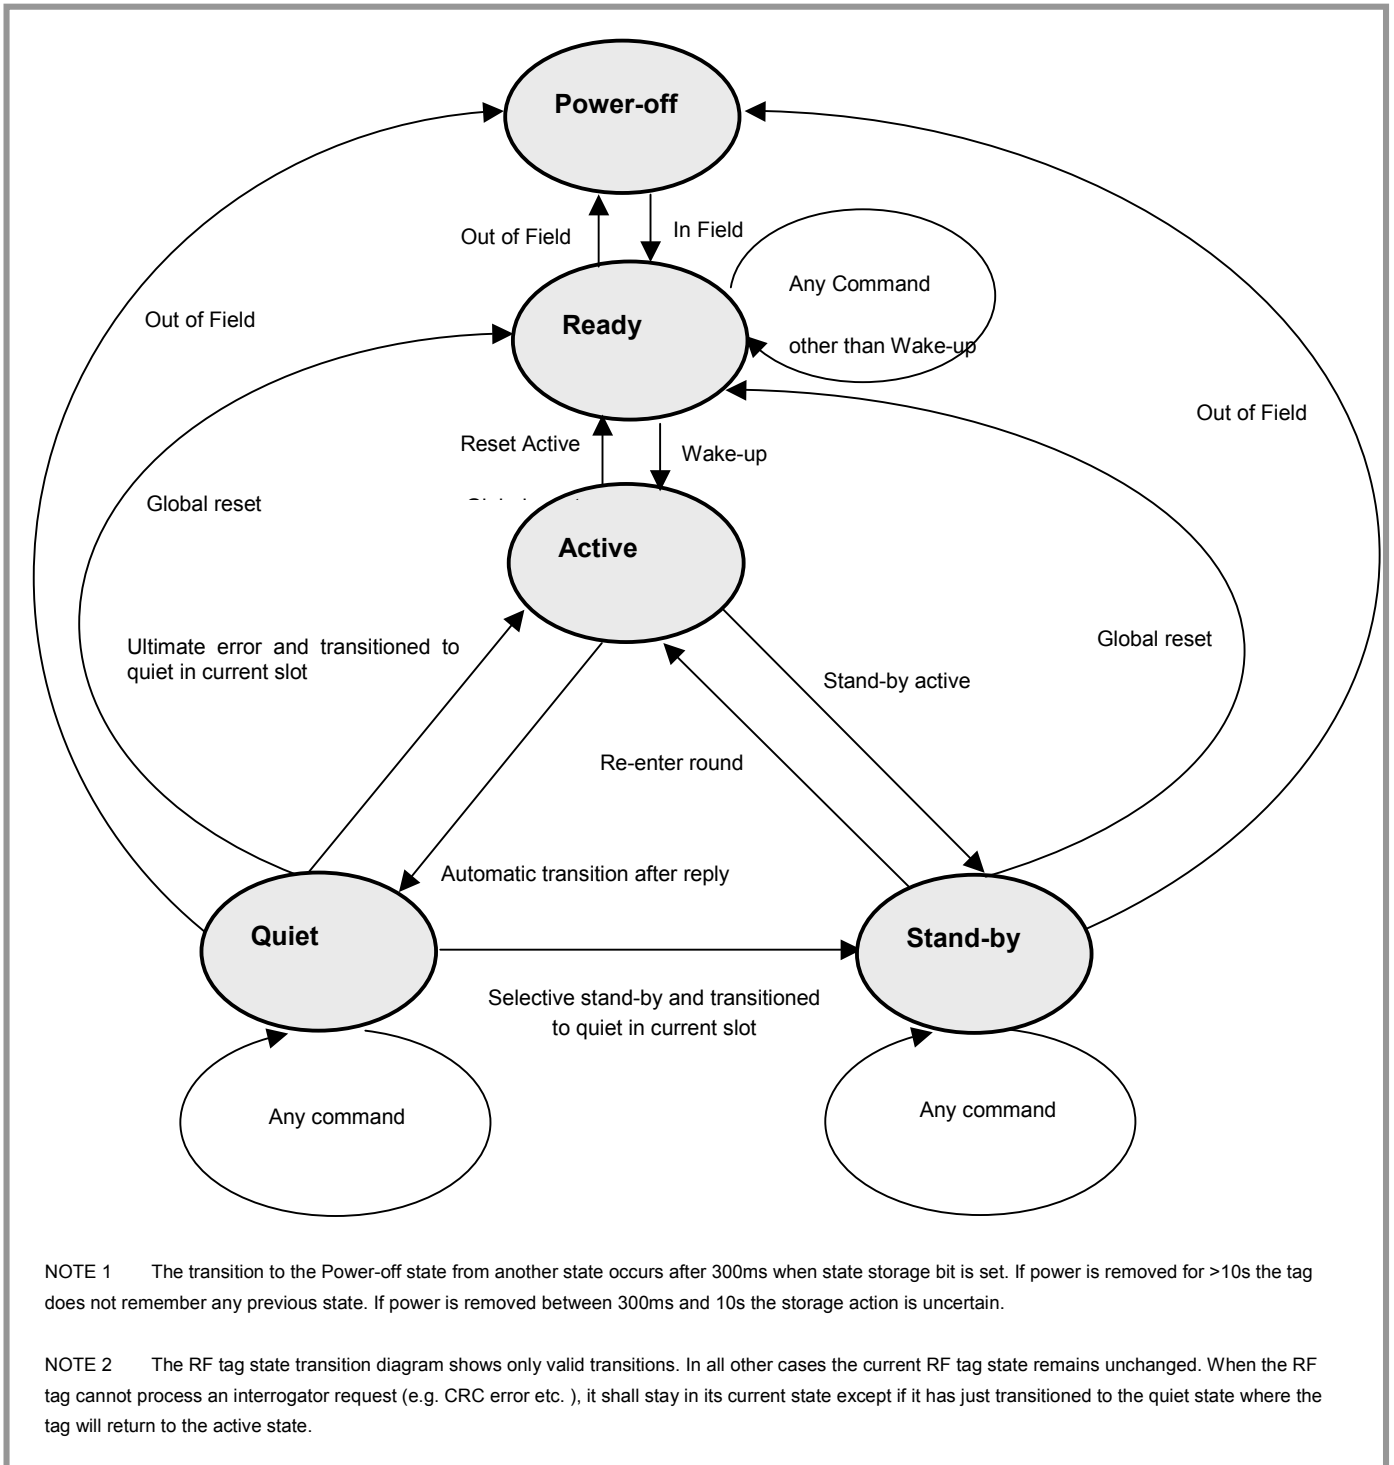 Power-off
Out of Field
In Field
Any Command
Out of Field
Ready
other than Wake-up
Out of Field
Reset Active
Wake-up
Global reset
Active
Ultimate error and transitioned to
quiet in current slot
Global reset
Stand-by active
Re-enter round
Automatic transition after reply
Quiet
Stand-by
Selective stand-by and transitioned
to quiet in current slot
Any command
Any command
NOTE 1 The transition to the Power-off state from another state occurs after 300ms when state storage bit is set. If power is removed for >10s the tag
does not remember any previous state. If power is removed between 300ms and 10s the storage action is uncertain.
NOTE 2 The RF tag state transition diagram shows only valid transitions. In all other cases the current RF tag state remains unchanged. When the RF
tag cannot process an interrogator request (e.g. CRC error etc. ), it shall stay in its current state except if it has just transitioned to the quiet state where the
tag will return to the active state.